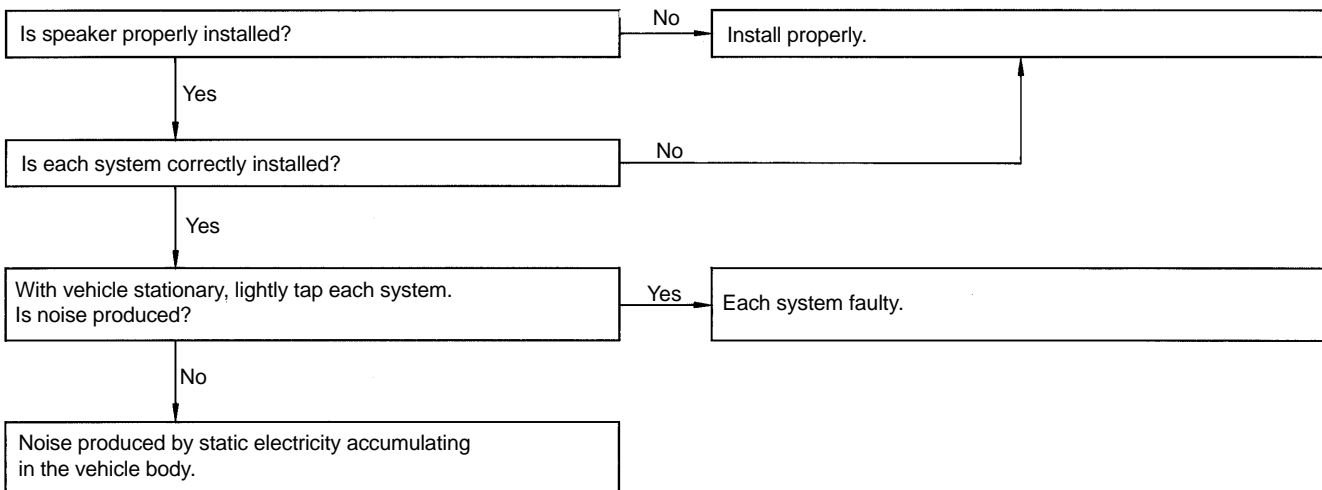 Is speaker properly installed?
No
Install properly.
Yes
Is each system correctly installed?
No
Yes
With vehicle stationary, lightly tap each system.
Is noise produced?
Yes
Each system faulty.
No
Noise produced by static electricity accumulating
in the vehicle body.